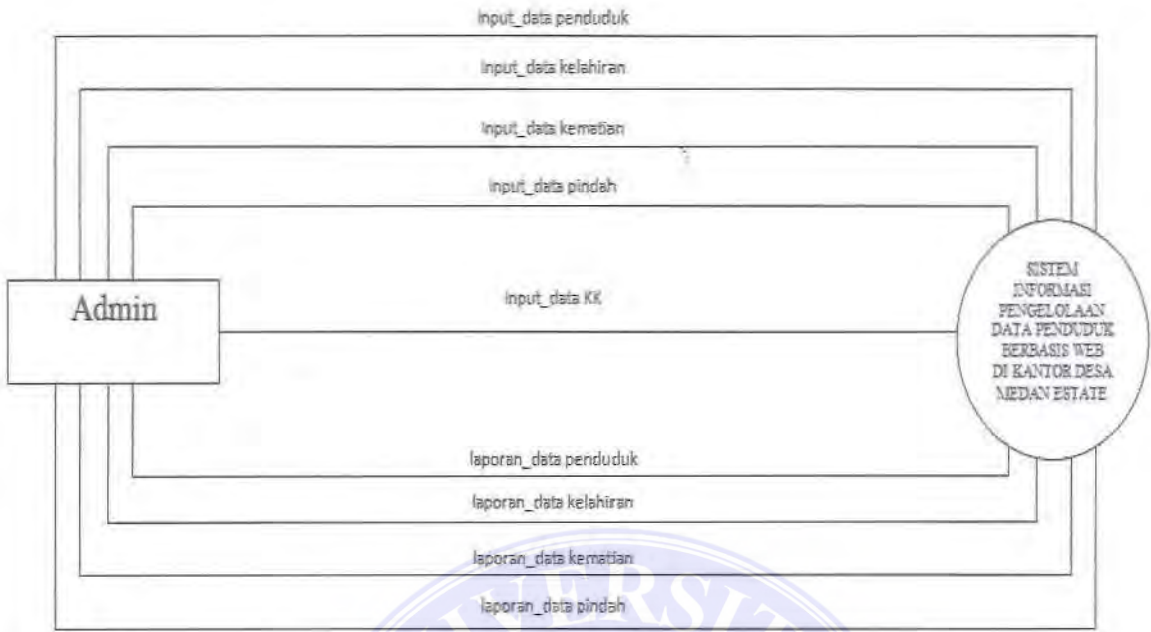 input_data penduduk
input_data kelahiran
input_data kematian
input_data pindah
Admin
input_data KK
SISTEM
INFORMASI
PENGELOLAAN
DATA PENDUDUK
BERBASIS WEB
DI KANTOR DESA
MEDAN ESTATE
laporan_data penduduk
laporan_data kelahiran
laporan_data kematian
laporan_data pindah